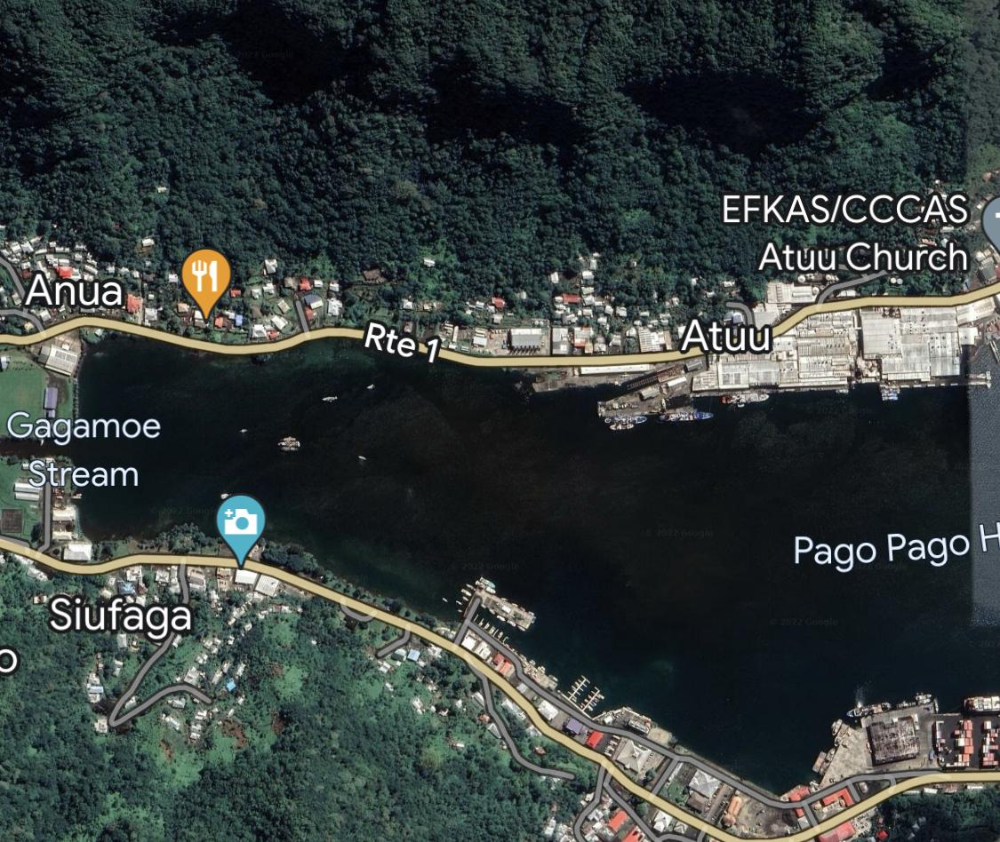 EFKAS/CCCAS
Atuu Church
Anua
Rte 1
Atuu
Gagamoe
Stream
Pago Pago H
Siufaga
o